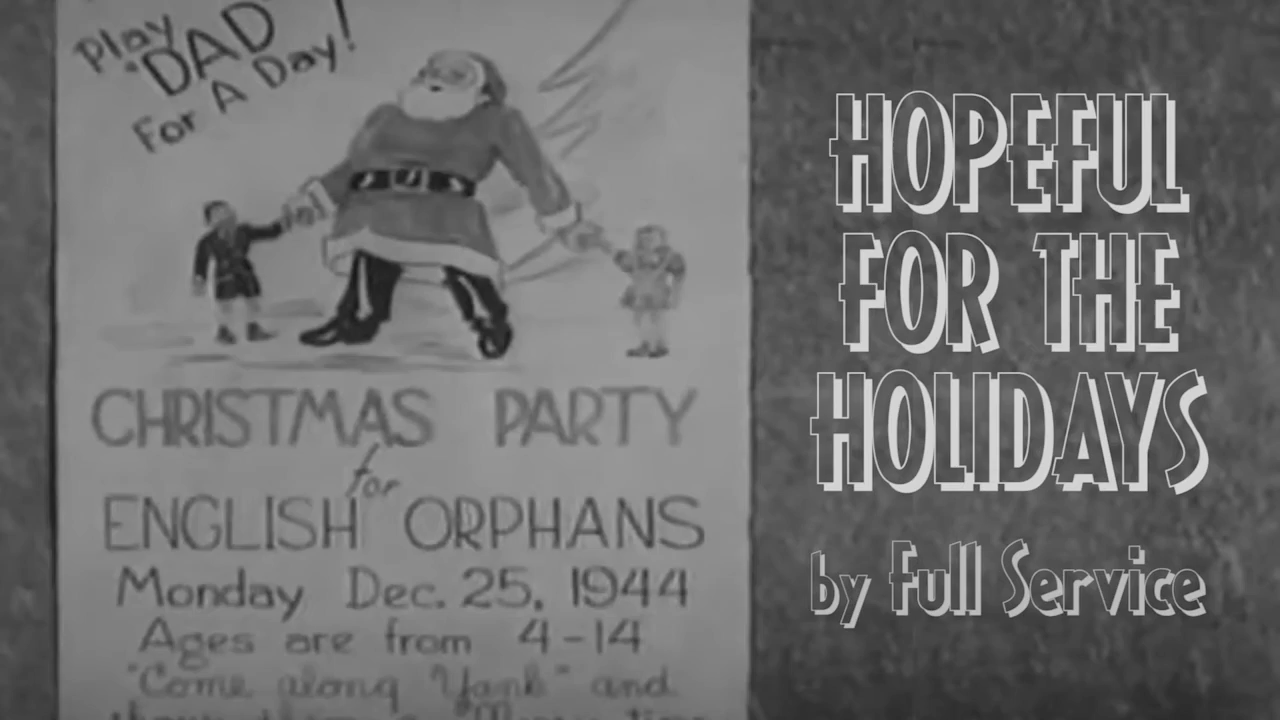 Play
"DAD"
For A Day!
CHRISTMAS PARTY
for
ENGLISH ORPHANS
Monday Dec. 25, 1944
Ages are from 4-14
"Come along Yank" and
HOPEFUL
FOR THE
HOLIDAYS
by Full Service